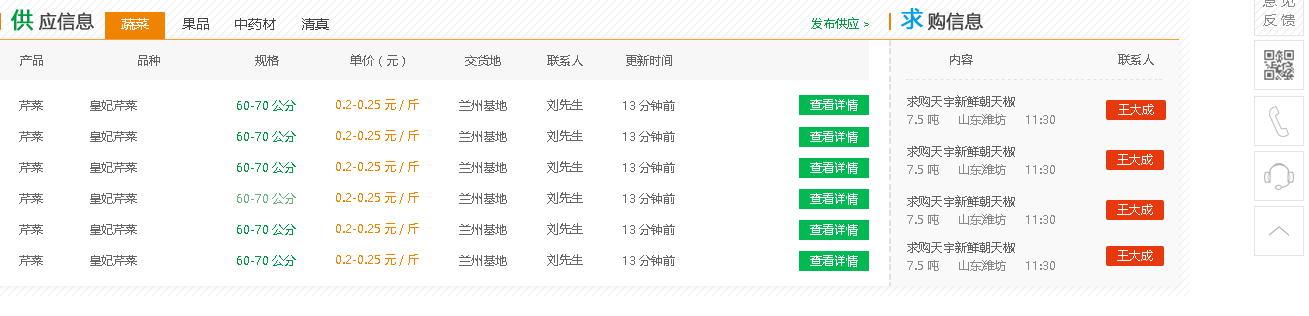 供应信息 蔬菜 果品 中药材 清真 发布供应 >
产品 品种 规格 单价（元） 交货地 联系人 更新时间
芹菜 皇妃芹菜 60-70 公分 0.2-0.25 元 / 斤 兰州基地 刘先生 13 分钟前 查看详情
芹菜 皇妃芹菜 60-70 公分 0.2-0.25 元 / 斤 兰州基地 刘先生 13 分钟前 查看详情
芹菜 皇妃芹菜 60-70 公分 0.2-0.25 元 / 斤 兰州基地 刘先生 13 分钟前 查看详情
芹菜 皇妃芹菜 60-70 公分 0.2-0.25 元 / 斤 兰州基地 刘先生 13 分钟前 查看详情
芹菜 皇妃芹菜 60-70 公分 0.2-0.25 元 / 斤 兰州基地 刘先生 13 分钟前 查看详情
芹菜 皇妃芹菜 60-70 公分 0.2-0.25 元 / 斤 兰州基地 刘先生 13 分钟前 查看详情
求购信息
内容 联系人
求购天宇新鲜朝天椒 王大成
7.5 吨 山东潍坊 11:30
求购天宇新鲜朝天椒 王大成
7.5 吨 山东潍坊 11:30
求购天宇新鲜朝天椒 王大成
7.5 吨 山东潍坊 11:30
求购天宇新鲜朝天椒 王大成
7.5 吨 山东潍坊 11:30
意见
反馈